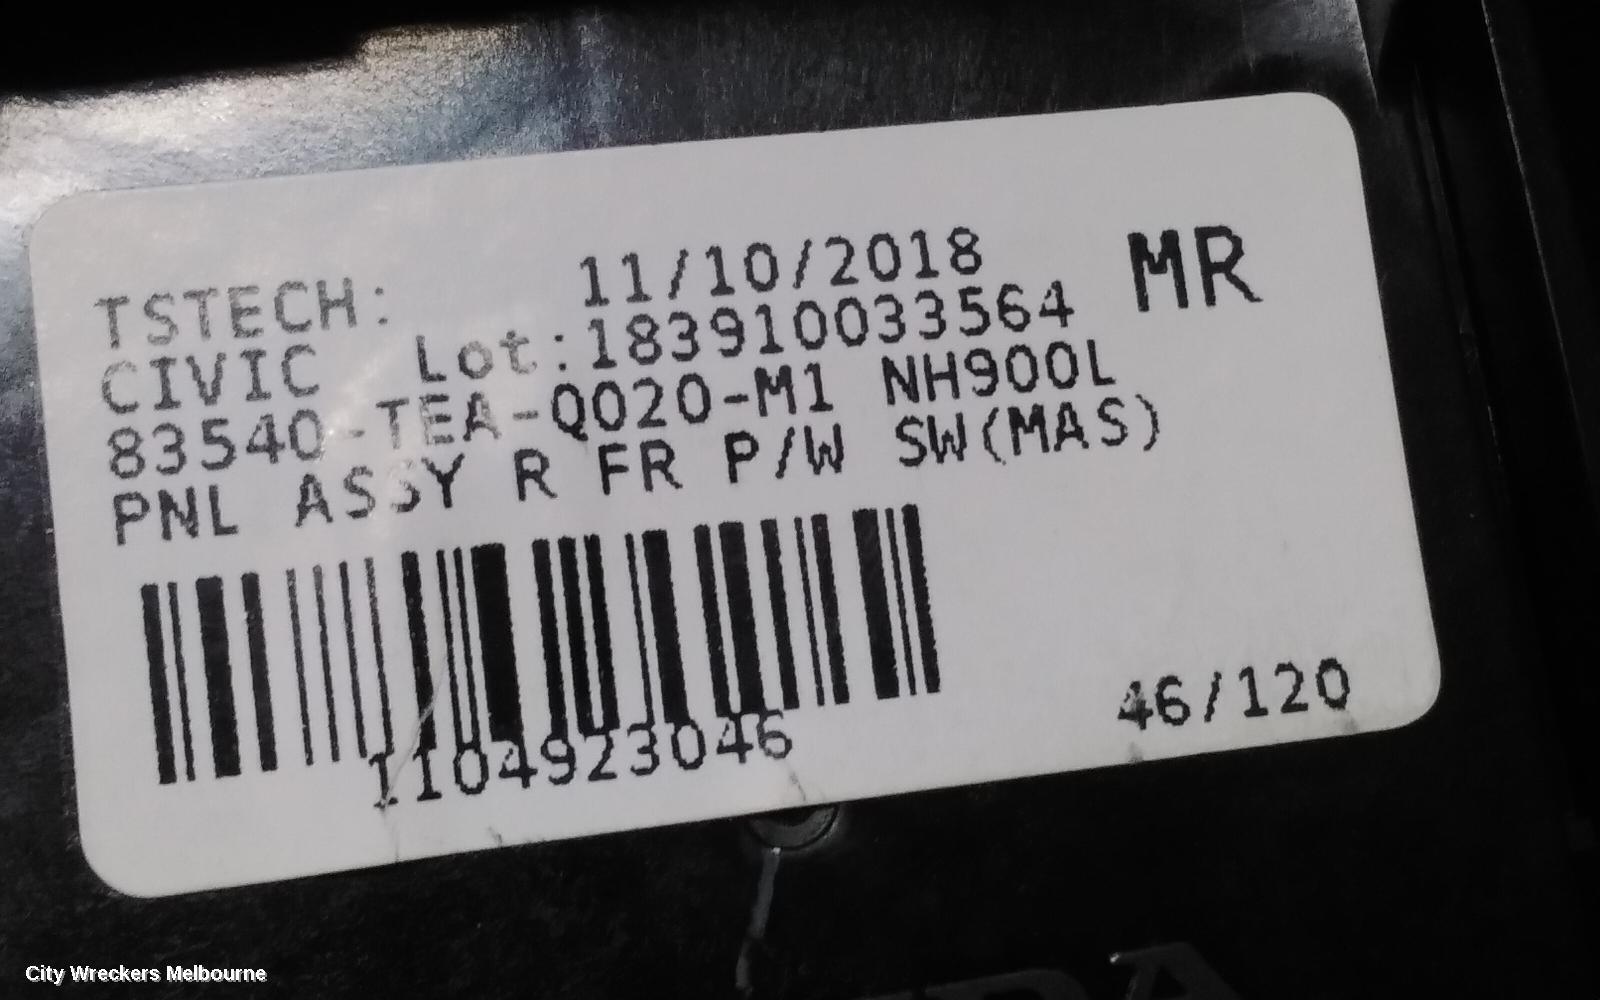 TSTECH: 11/10/2018 MR
CIVIC Lot:183910033564
83540-TEA-Q020-M1 NH900L
PNL ASSY R FR P/W SW(MAS)
1104923046
46/120
City Wreckers Melbourne